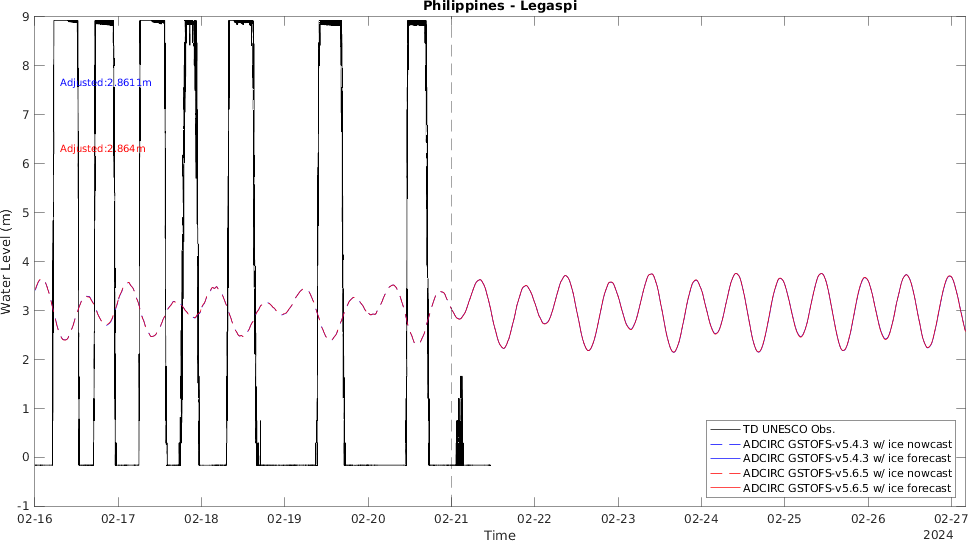 Philippines - Legaspi
Water Level (m)
9
8
7
6
5
4
3
2
1
0
-1
Adjusted:2.8611m
Adjusted:2.864m
TD UNESCO Obs.
ADCIRC GSTOFS-v5.4.3 w/ ice nowcast
ADCIRC GSTOFS-v5.4.3 w/ ice forecast
ADCIRC GSTOFS-v5.6.5 w/ ice nowcast
ADCIRC GSTOFS-v5.6.5 w/ ice forecast
02-16 02-17 02-18 02-19 02-20 02-21 02-22 02-23 02-24 02-25 02-26 02-27
Time
2024